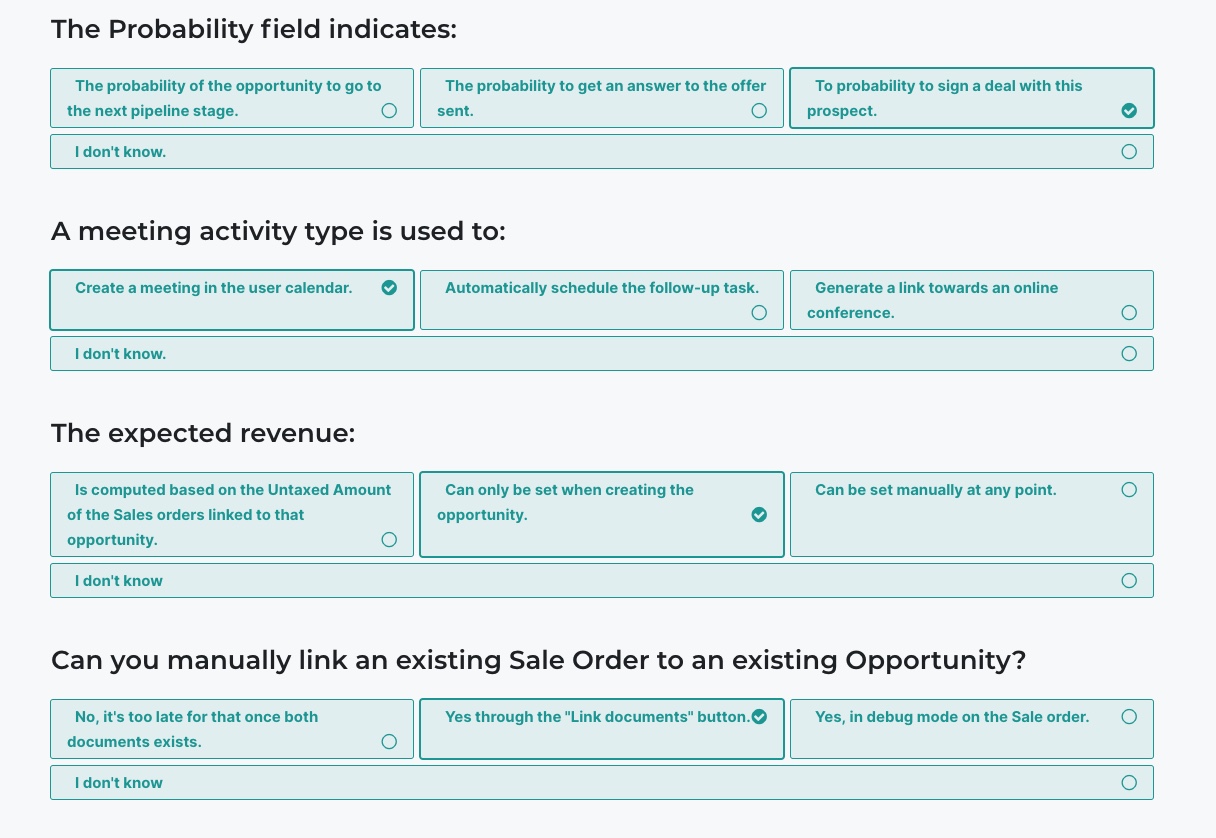 The Probability field indicates:
The probability of the opportunity to go to
the next pipeline stage.
The probability to get an answer to the offer
sent.
To probability to sign a deal with this
prospect.
I don't know.
A meeting activity type is used to:
Create a meeting in the user calendar.
Automatically schedule the follow-up task.
Generate a link towards an online
conference.
I don't know.
The expected revenue:
Is computed based on the Untaxed Amount
of the Sales orders linked to that
opportunity.
Can only be set when creating the
opportunity.
Can be set manually at any point.
I don't know
Can you manually link an existing Sale Order to an existing Opportunity?
No, it's too late for that once both
documents exists.
Yes through the "Link documents" button.
Yes, in debug mode on the Sale order.
I don't know